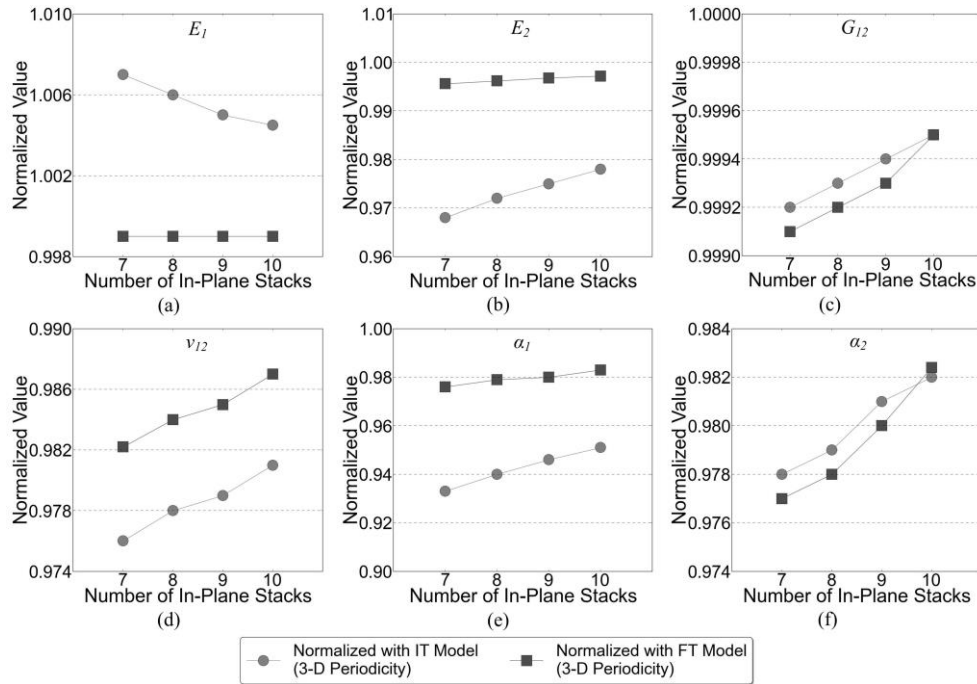 E1
1.010
1.006
1.002
0.998
Normalized Value
7 8 9 10
Number of In-Plane Stacks
(a)
E2
1.01
1.00
0.99
0.98
0.97
0.96
Normalized Value
7 8 9 10
Number of In-Plane Stacks
(b)
G12
1.0000
0.9998
0.9996
0.9994
0.9992
0.9990
Normalized Value
7 8 9 10
Number of In-Plane Stacks
(c)
ν12
0.990
0.986
0.982
0.978
0.974
Normalized Value
7 8 9 10
Number of In-Plane Stacks
(d)
α1
1.00
0.98
0.96
0.94
0.92
0.90
Normalized Value
7 8 9 10
Number of In-Plane Stacks
(e)
α2
0.984
0.982
0.980
0.978
0.976
0.974
Normalized Value
7 8 9 10
Number of In-Plane Stacks
(f)
Normalized with IT Model
(3-D Periodicity)
Normalized with FT Model
(3-D Periodicity)